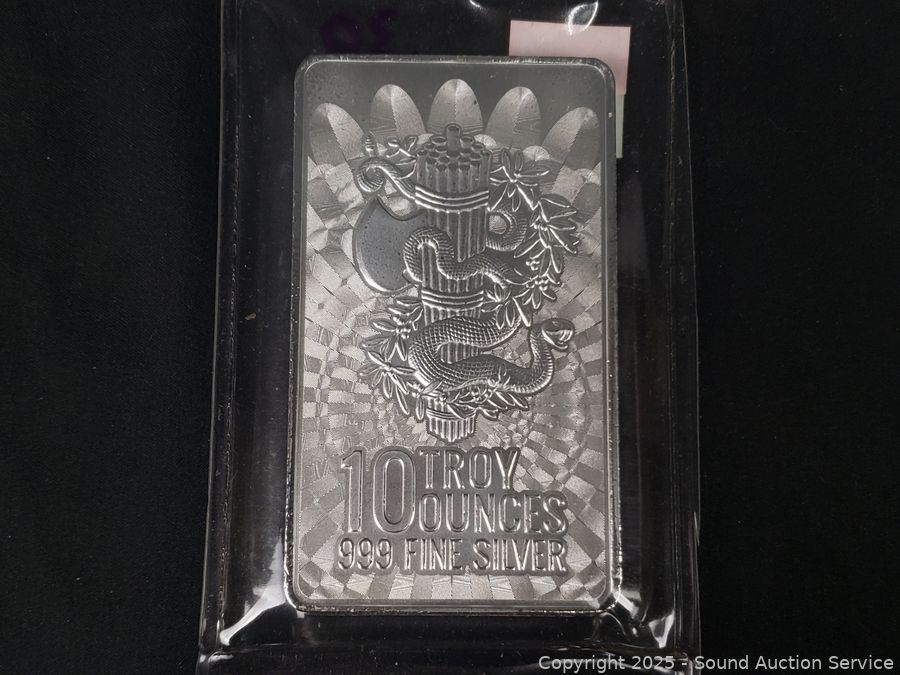 10 TROY
OUNCES
999 FINE SILVER
Copyright 2025 - Sound Auction Service